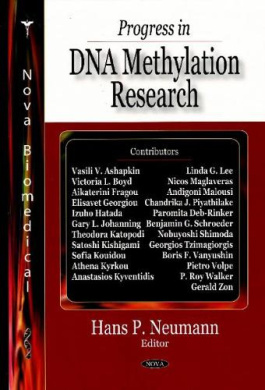 Progress in
DNA Methylation
Research
Nova Biomedical
Contributors
Vasili V. Ashapkin
Victoria L. Boyd
Aikaterini Fragou
Elisavet Georgiou
Izuho Hatada
Gary L. Johanning
Theodora Katopodi
Satoshi Kishigami
Sofia Kouidou
Athena Kyrkou
Anastasios Kyventidis
Linda G. Lee
Nicos Maglaveras
Andigoni Malousi
Chandrika J. Piyathilake
Paromita Deb-Rinker
Benjamin G. Schroeder
Nobuyoshi Shimoda
Georgios Tzimagiorgis
Boris F. Vanyushin
Pietro Volpe
P. Roy Walker
Gerald Zon
Hans P. Neumann
Editor
NOVA